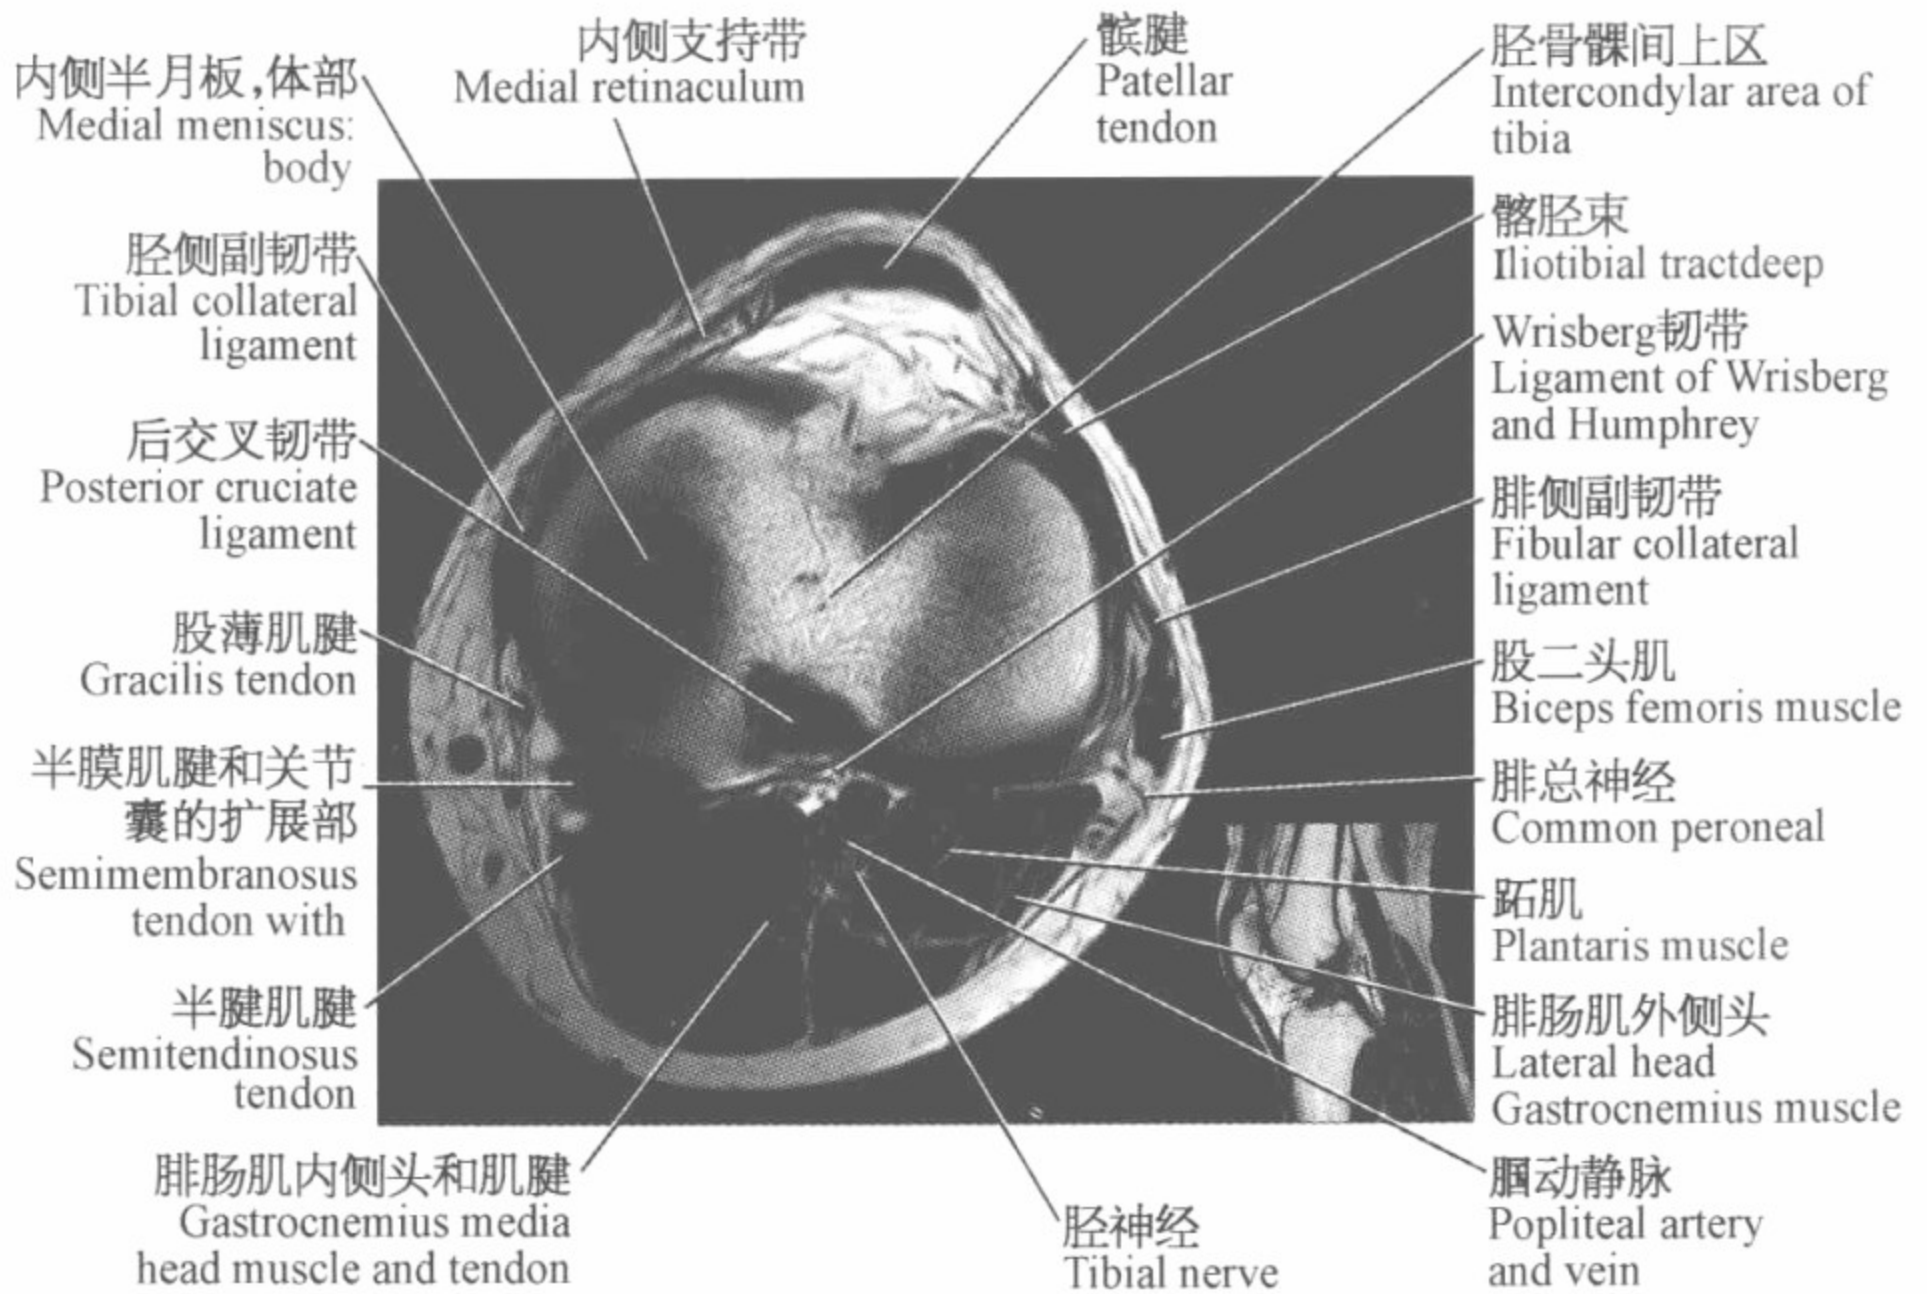 内侧半月板,体部
Medial meniscus:
body
内侧支持带
Medial retinaculum
髌腱
Patellar
tendon
胫骨髁间上区
Intercondylar area of
tibia
胫侧副韧带
Tibial collateral
ligament
后交叉韧带
Posterior cruciate
ligament
股薄肌腱
Gracilis tendon
半膜肌腱和关节
囊的扩展部
Semimembranosus
tendon with
半腱肌腱
Semitendinosus
tendon
腓肠肌内侧头和肌腱
Gastrocnemius media
head muscle and tendon
髂胫束
Iliotibial tractdeep
Wrisberg韧带
Ligament of Wrisberg
and Humphrey
腓侧副韧带
Fibular collateral
ligament
股二头肌
Biceps femoris muscle
腓总神经
Common peroneal
跖肌
Plantaris muscle
腓肠肌外侧头
Lateral head
Gastrocnemius muscle
腘动静脉
Popliteal artery
and vein
胫神经
Tibial nerve